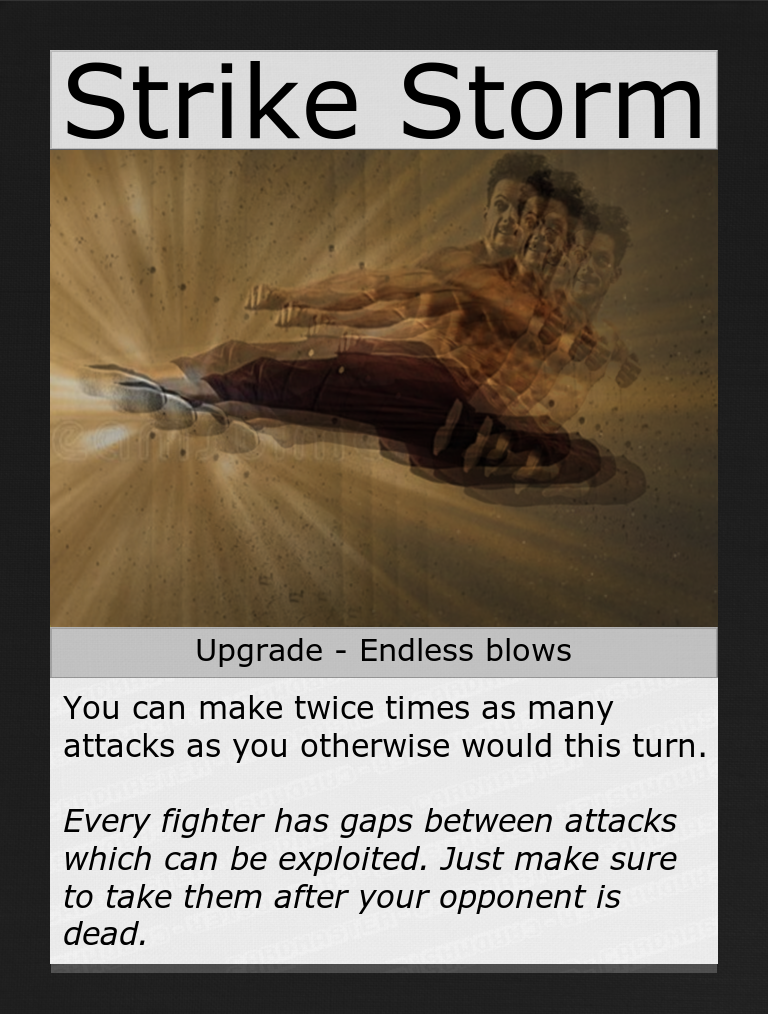 Strike Storm
Upgrade - Endless blows
You can make twice times as many
attacks as you otherwise would this turn.
Every fighter has gaps between attacks
which can be exploited. Just make sure
to take them after your opponent is
dead.